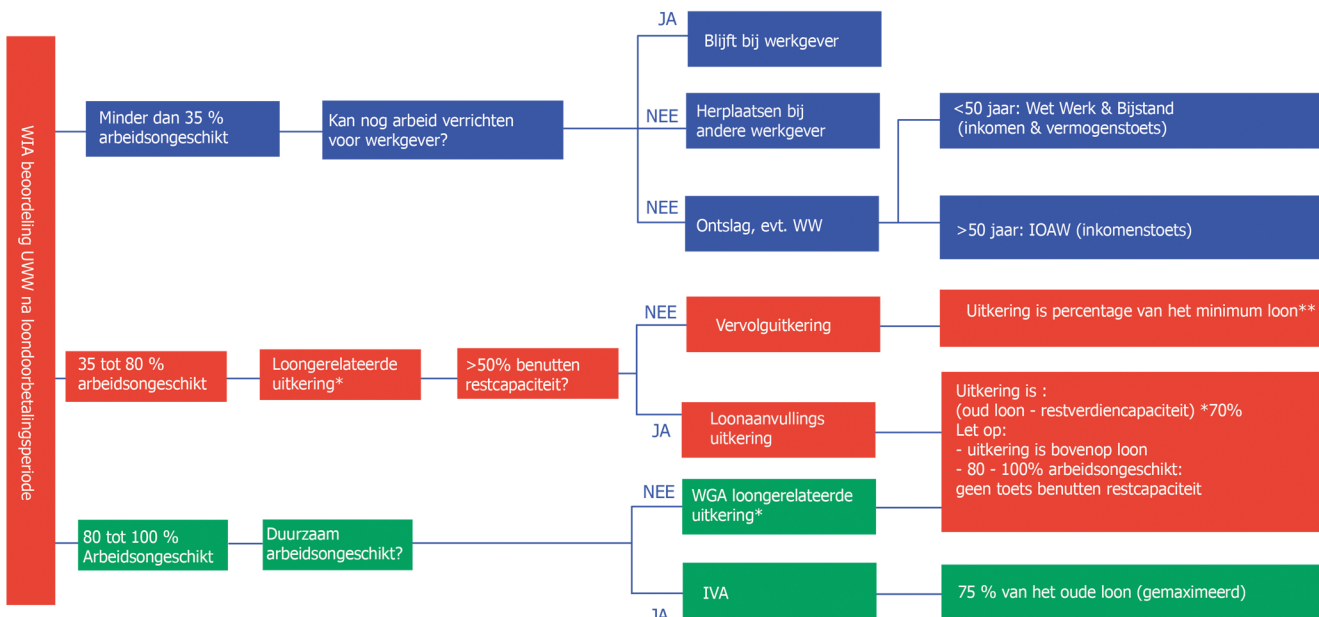 WIA beoordeling UWW na loondoorbetalingsperiode
Minder dan 35 %
arbeidsongeschikt
Kan nog arbeid verrichten
voor werkgever?
JA
Blijft bij werkgever
NEE
Herplaatsen bij
andere werkgever
NEE
Ontslag, evt. WW
<50 jaar: Wet Werk & Bijstand
(inkomen & vermogenstoets)
>50 jaar: IOAW (inkomenstoets)
35 tot 80 %
arbeidsongeschikt
Loongerelateerde
uitkering*
>50% benutten
restcapaciteit?
NEE
Vervolguitkering
Uitkering is percentage van het minimum loon**
JA
Loonaanvullings
uitkering
Uitkering is :
(oud loon - restverdiencapaciteit) *70%
Let op:
- uitkering is bovenop loon
- 80 - 100% arbeidsongeschikt:
geen toets benutten restcapaciteit
80 tot 100 %
Arbeidsongeschikt
Duurzaam
arbeidsongeschikt?
NEE
WGA loongerelateerde
uitkering*
JA
IVA
75 % van het oude loon (gemaximeerd)